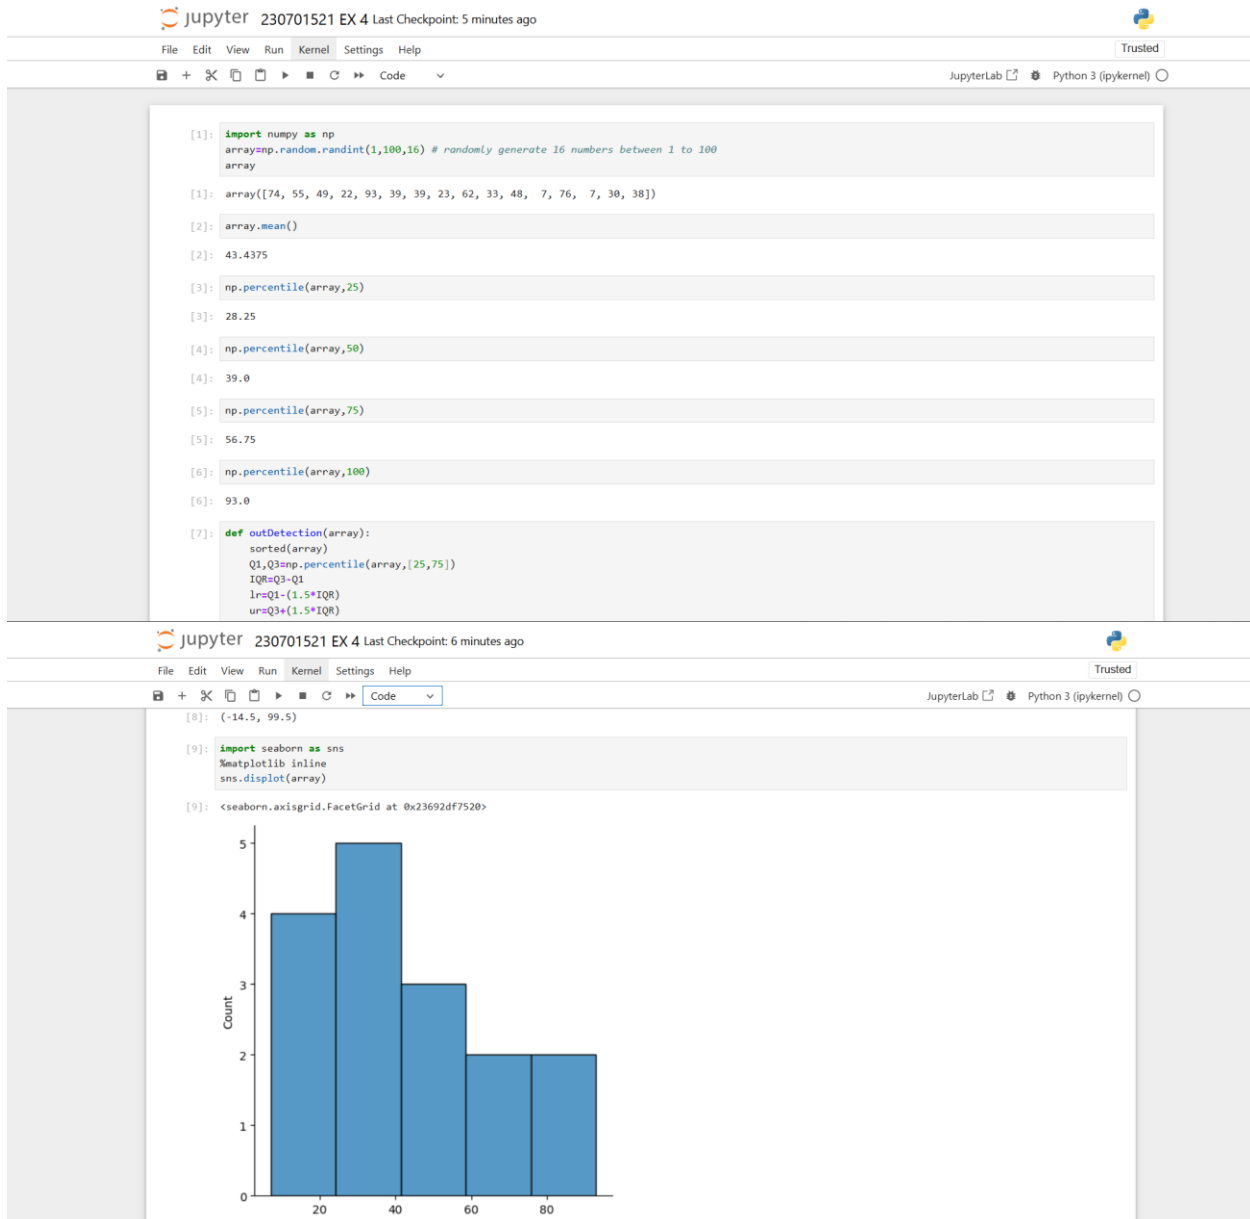 jupyter 230701521 EX 4 Last Checkpoint: 5 minutes ago
File Edit View Run Kernel Settings Help Trusted
Code JupyterLab Python 3 (ipykernel)
[1]: import numpy as np
array=np.random.randint(1,100,16) # randomly generate 16 numbers between 1 to 100
array
[1]: array([74, 55, 49, 22, 93, 39, 39, 23, 62, 33, 48,  7, 76,  7, 30, 38])
[2]: array.mean()
[2]: 43.4375
[3]: np.percentile(array,25)
[3]: 28.25
[4]: np.percentile(array,50)
[4]: 39.0
[5]: np.percentile(array,75)
[5]: 56.75
[6]: np.percentile(array,100)
[6]: 93.0
[7]: def outDetection(array):
    sorted(array)
    Q1,Q3=np.percentile(array,[25,75])
    IQR=Q3-Q1
    lr=Q1-(1.5*IQR)
    ur=Q3+(1.5*IQR)
jupyter 230701521 EX 4 Last Checkpoint: 6 minutes ago
File Edit View Run Kernel Settings Help Trusted
Code JupyterLab Python 3 (ipykernel)
[8]: (-14.5, 99.5)
[9]: import seaborn as sns
%matplotlib inline
sns.displot(array)
[9]: <seaborn.axisgrid.FacetGrid at 0x23692df7520>
5
4
3
Count
2
1
0
20 40 60 80